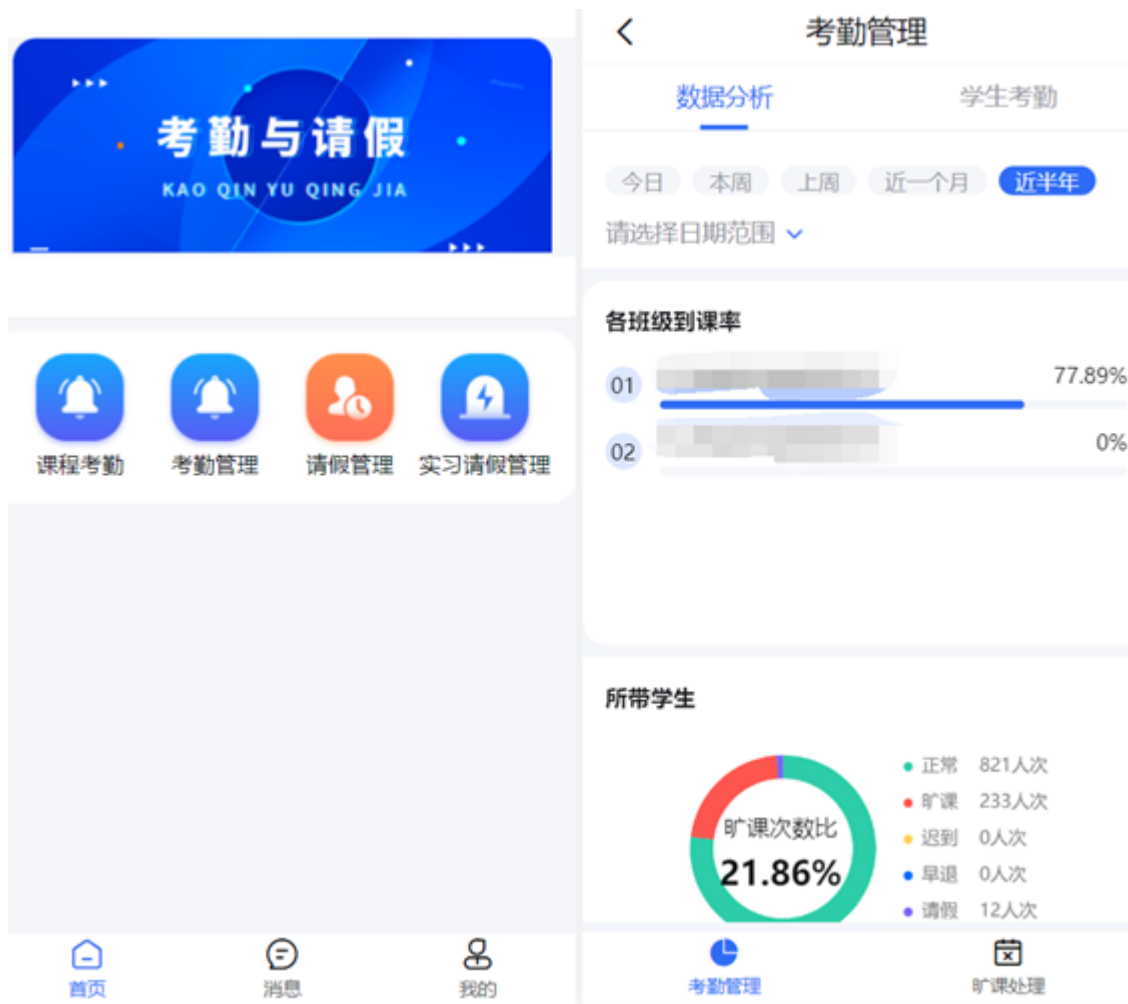 考勤与请假
KAO QIN YU QING JIA
课程考勤 考勤管理 请假管理 实习请假管理
首页 消息 我的
考勤管理
数据分析 学生考勤
今日 本周 上周 近一个月 近半年
请选择日期范围
各班级到课率
01 77.89%
02 0%
所带学生
旷课次数比
21.86%
正常 821人次
旷课 233人次
迟到 0人次
早退 0人次
请假 12人次
考勤管理 旷课处理